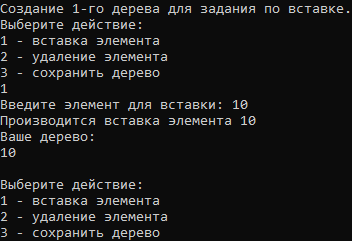 Создание 1-го дерева для задания по вставке.
Выберите действие:
1 - вставка элемента
2 - удаление элемента
3 - сохранить дерево
1
Введите элемент для вставки: 10
Производится вставка элемента 10
Ваше дерево:
10
Выберите действие:
1 - вставка элемента
2 - удаление элемента
3 - сохранить дерево